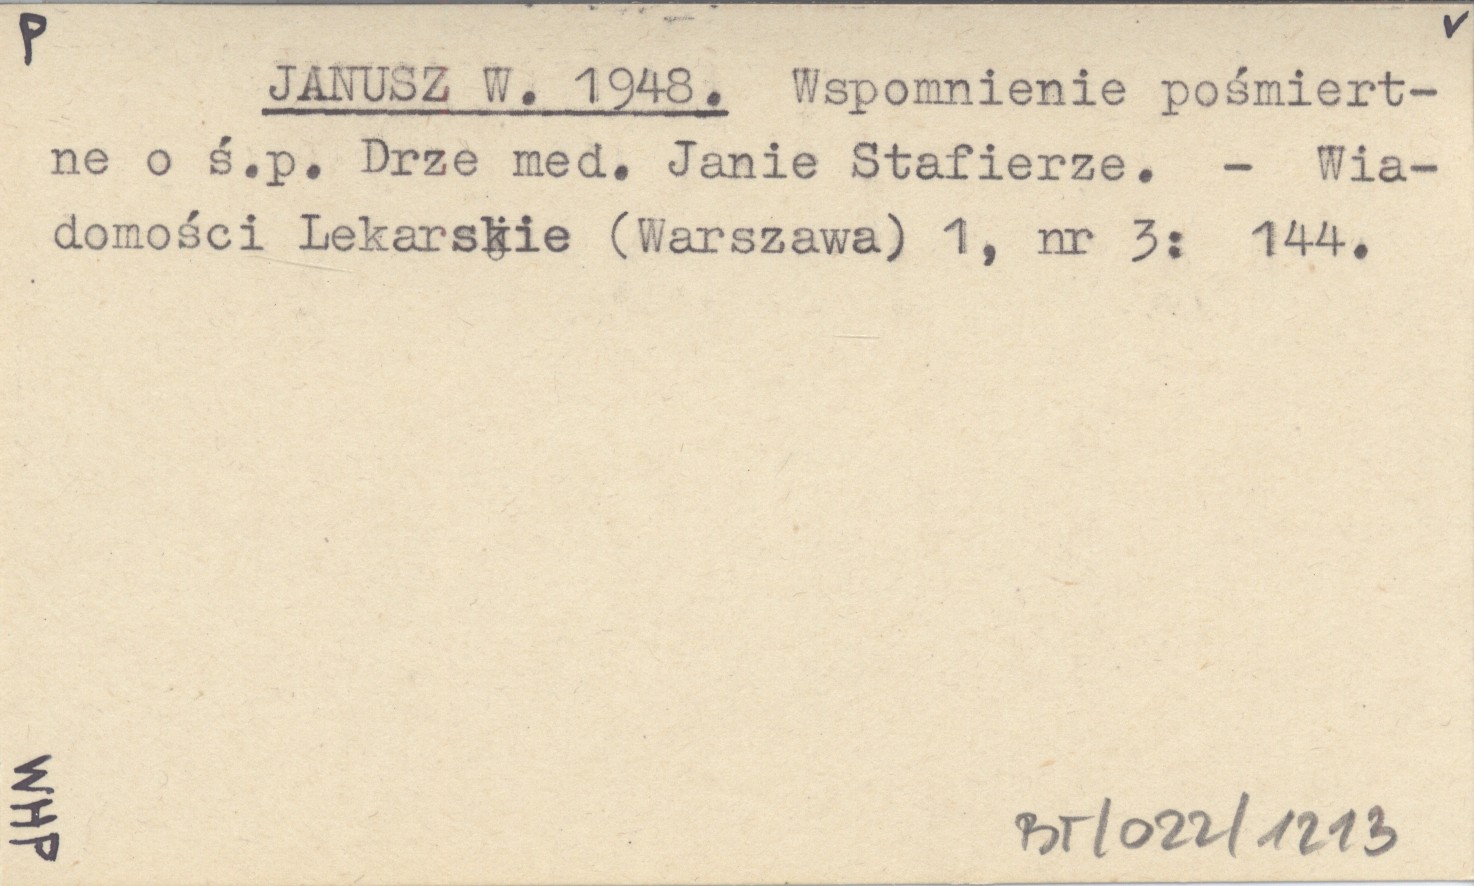 P
v
JANUSZ W. 1948. Wspomnienie pośmiert-
ne o ś.p. Drze med. Janie Stafierze. - Wia-
domości Lekarskie (Warszawa) 1, nr 3: 144.
WHP
BT/022/1213